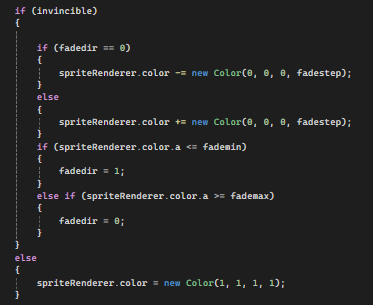 if (invincible)
{
if (fadedir == 0)
{
spriteRenderer.color -= new Color(0, 0, 0, fadestep);
}
else
{
spriteRenderer.color += new Color(0, 0, 0, fadestep);
}
if (spriteRenderer.color.a <= fademin)
{
fadedir = 1;
}
else if (spriteRenderer.color.a >= fademax)
{
fadedir = 0;
}
}
else
{
spriteRenderer.color = new Color(1, 1, 1, 1);
}